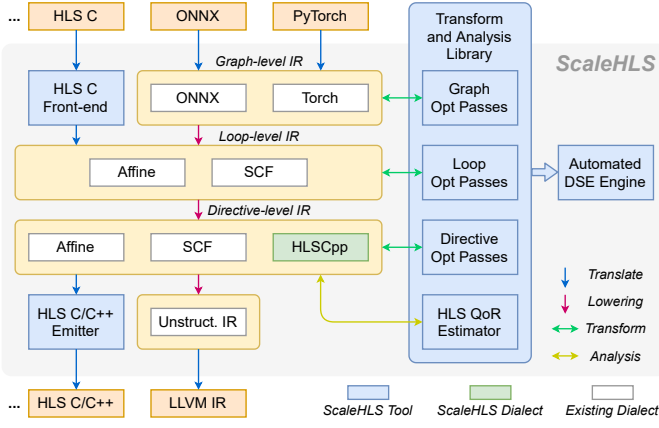 ... HLS C ONNX PyTorch
Transform
and Analysis
Library
ScaleHLS
Graph-level IR
HLS C
Front-end
ONNX Torch
Graph
Opt Passes
Loop-level IR
Affine SCF
Loop
Opt Passes
Automated
DSE Engine
Directive-level IR
Affine SCF HLSCpp
Directive
Opt Passes
HLS C/C++
Emitter
Unstruct. IR
HLS QoR
Estimator
Translate
Lowering
Transform
Analysis
... HLS C/C++ LLVM IR
ScaleHLS Tool ScaleHLS Dialect Existing Dialect